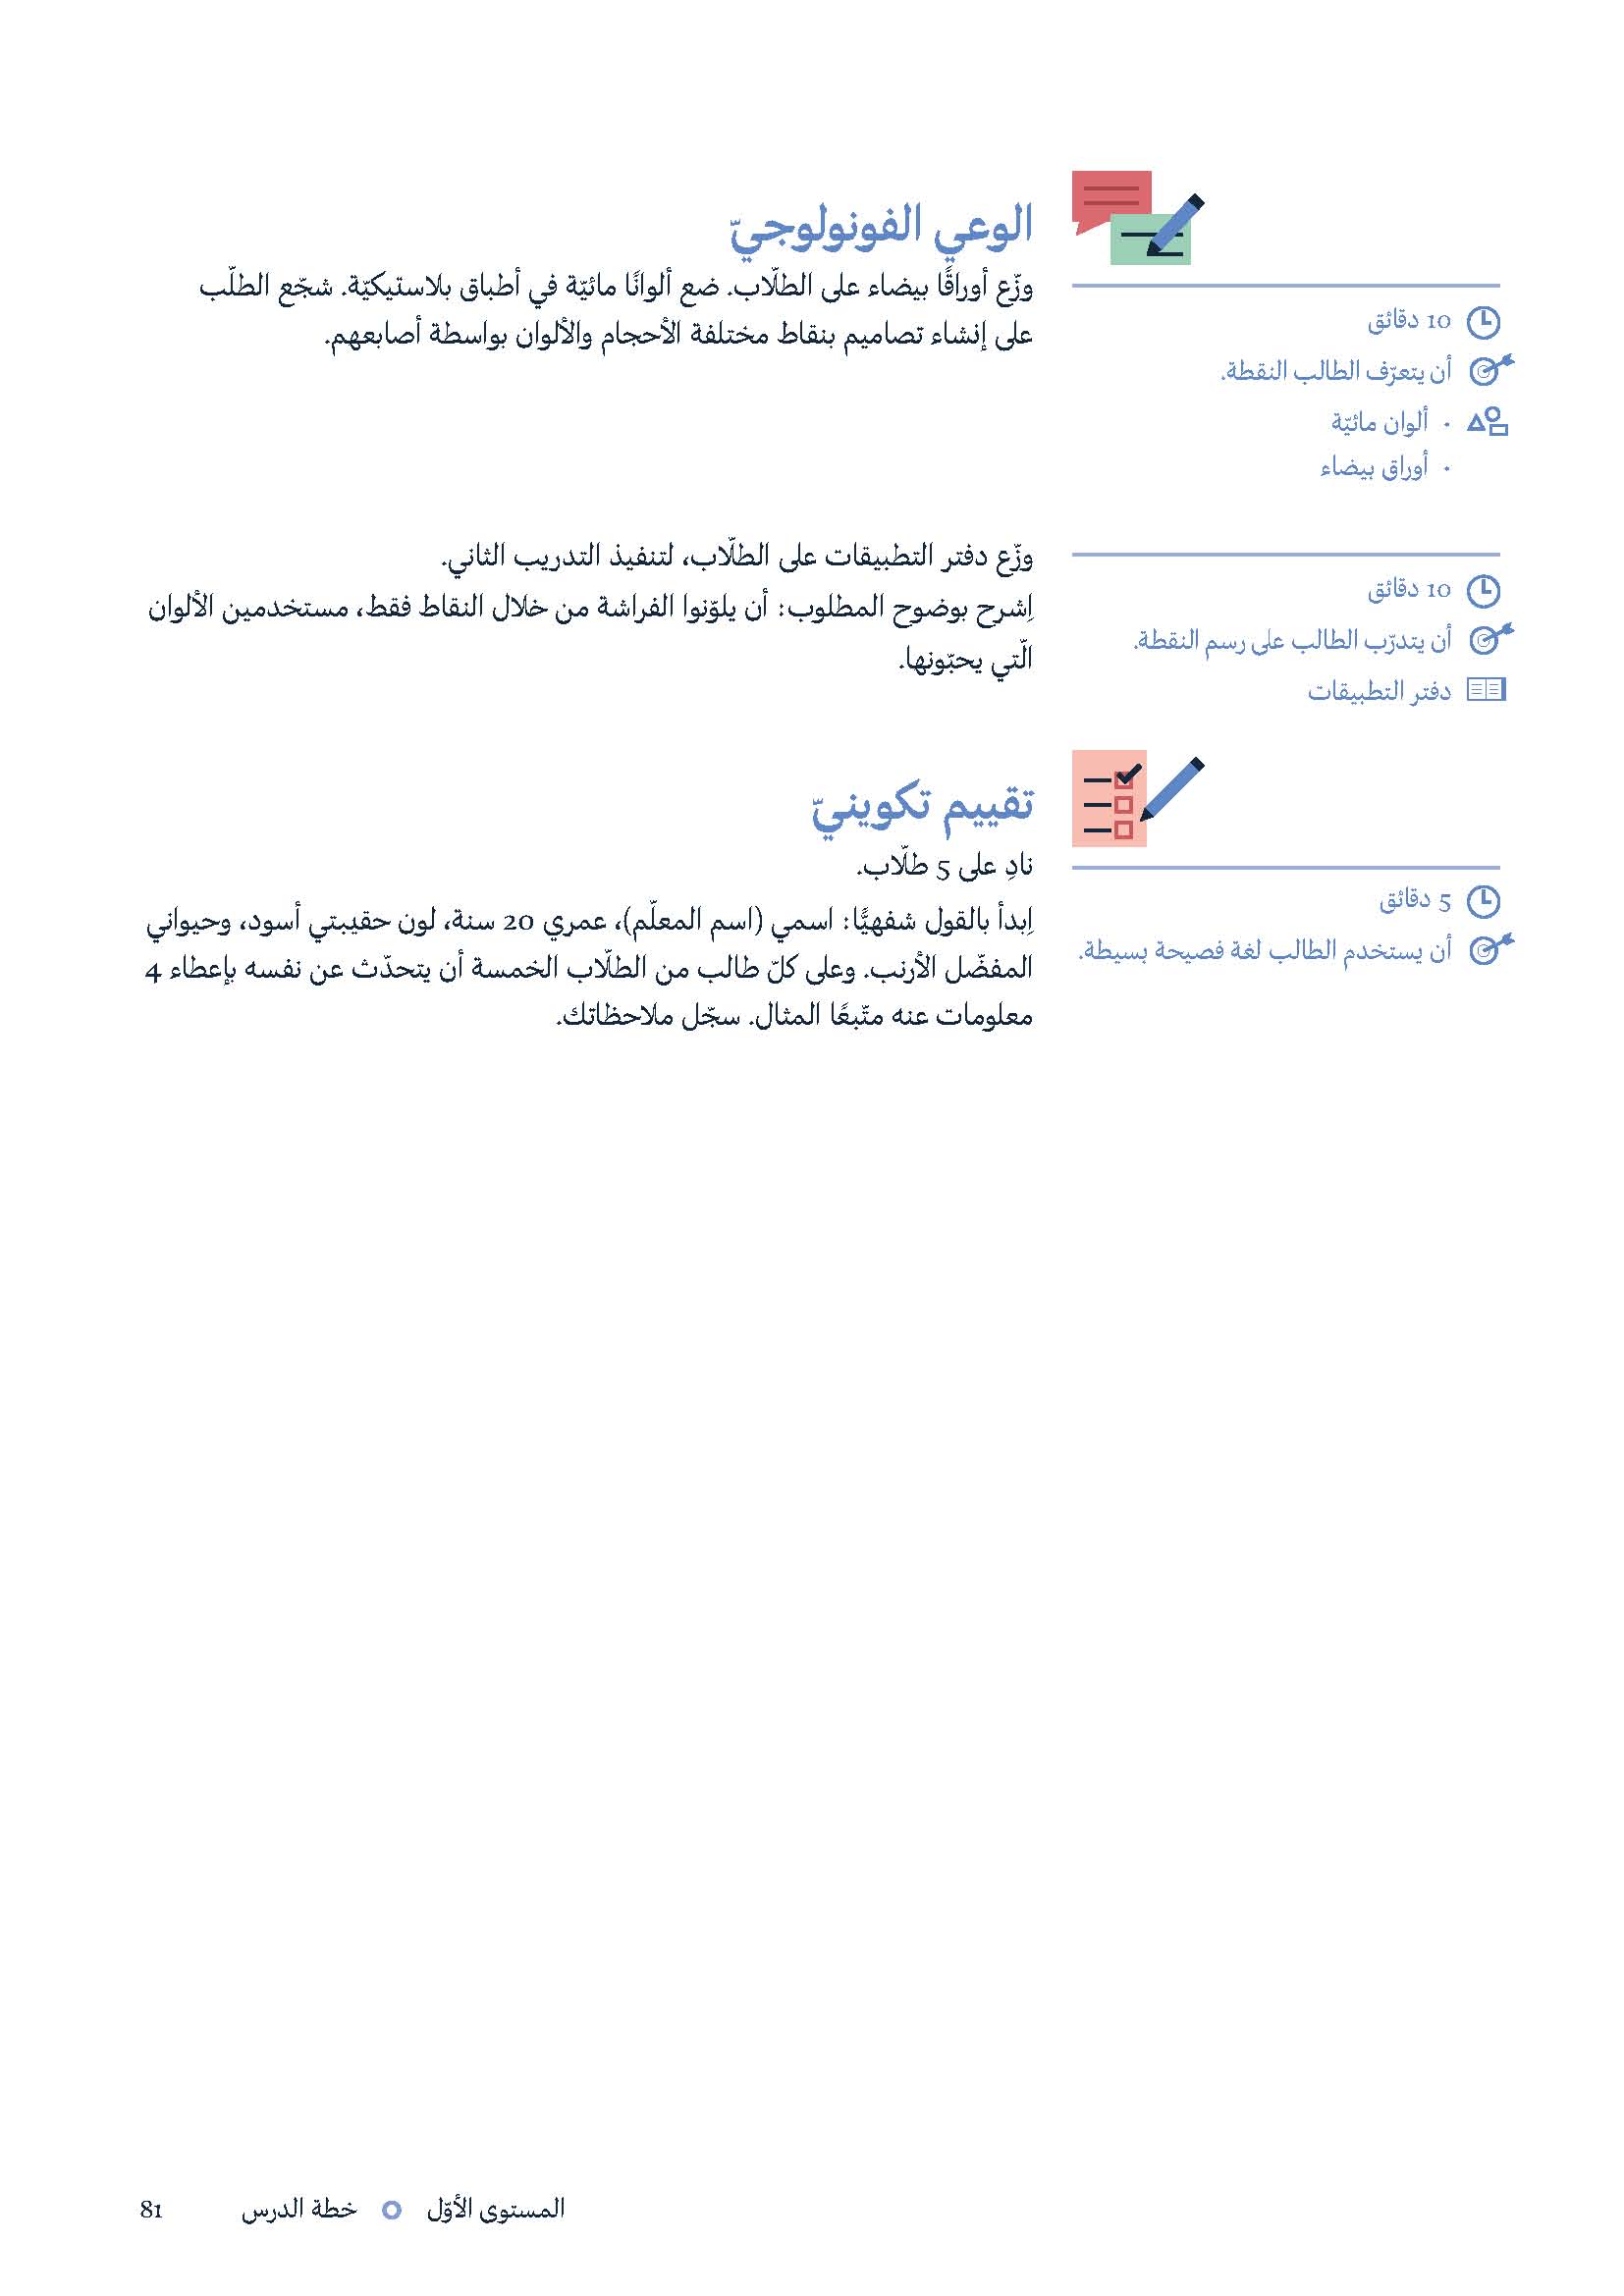 الوعي الفونولوجيّ
10 دقائق
أن يتعرّف الطالب النقطة.
• ألوان مائيّة
• أوراق بيضاء
وزّع أوراقًا بيضاء على الطلّاب. ضع ألوانًا مائيّة في أطباق بلاستيكيّة. شجّع الطلّب
على إنشاء تصاميم بنقاط مختلفة الأحجام والألوان بواسطة أصابعهم.
10 دقائق
أن يتدرّب الطالب على رسم النقطة.
دفتر التطبيقات
وزّع دفتر التطبيقات على الطلّاب، لتنفيذ التدريب الثاني.
اِشرح بوضوح المطلوب: أن يلوّنوا الفراشة من خلال النقاط فقط، مستخدمين الألوان
الّتي يحبّونها.
تقييم تكوينيّ
5 دقائق
أن يستخدم الطالب لغة فصيحة بسيطة.
نادِ على 5 طلّاب.
اِبدأ بالقول شفهيًّا: اسمي (اسم المعلّم)، عمري 20 سنة، لون حقيبتي أسود، وحيواني
المفضّل الأرنب. وعلى كلّ طالب من الطلّاب الخمسة أن يتحدّث عن نفسه بإعطاء 4
معلومات عنه متّبعًا المثال. سجّل ملاحظاتك.
المستوى الأوّل خطة الدرس 81